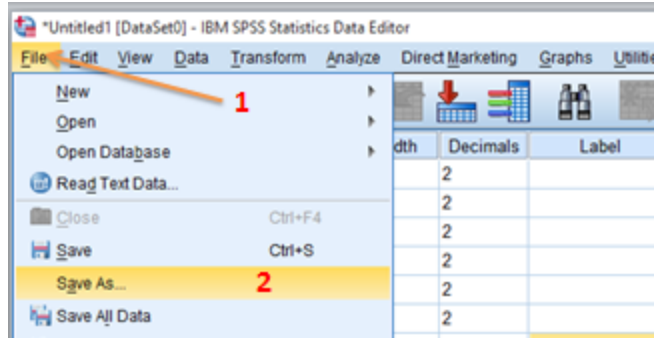 *Untitled1 [DataSet0] - IBM SPSS Statistics Data Editor
File Edit View Data Transform Analyze Direct Marketing Graphs Utilitie
1
New
Open
Open Database
Read Text Data...
Close Ctrl+F4
Save Ctrl+S
Save As... 2
Save All Data
dth Decimals Label
2
2
2
2
2
2